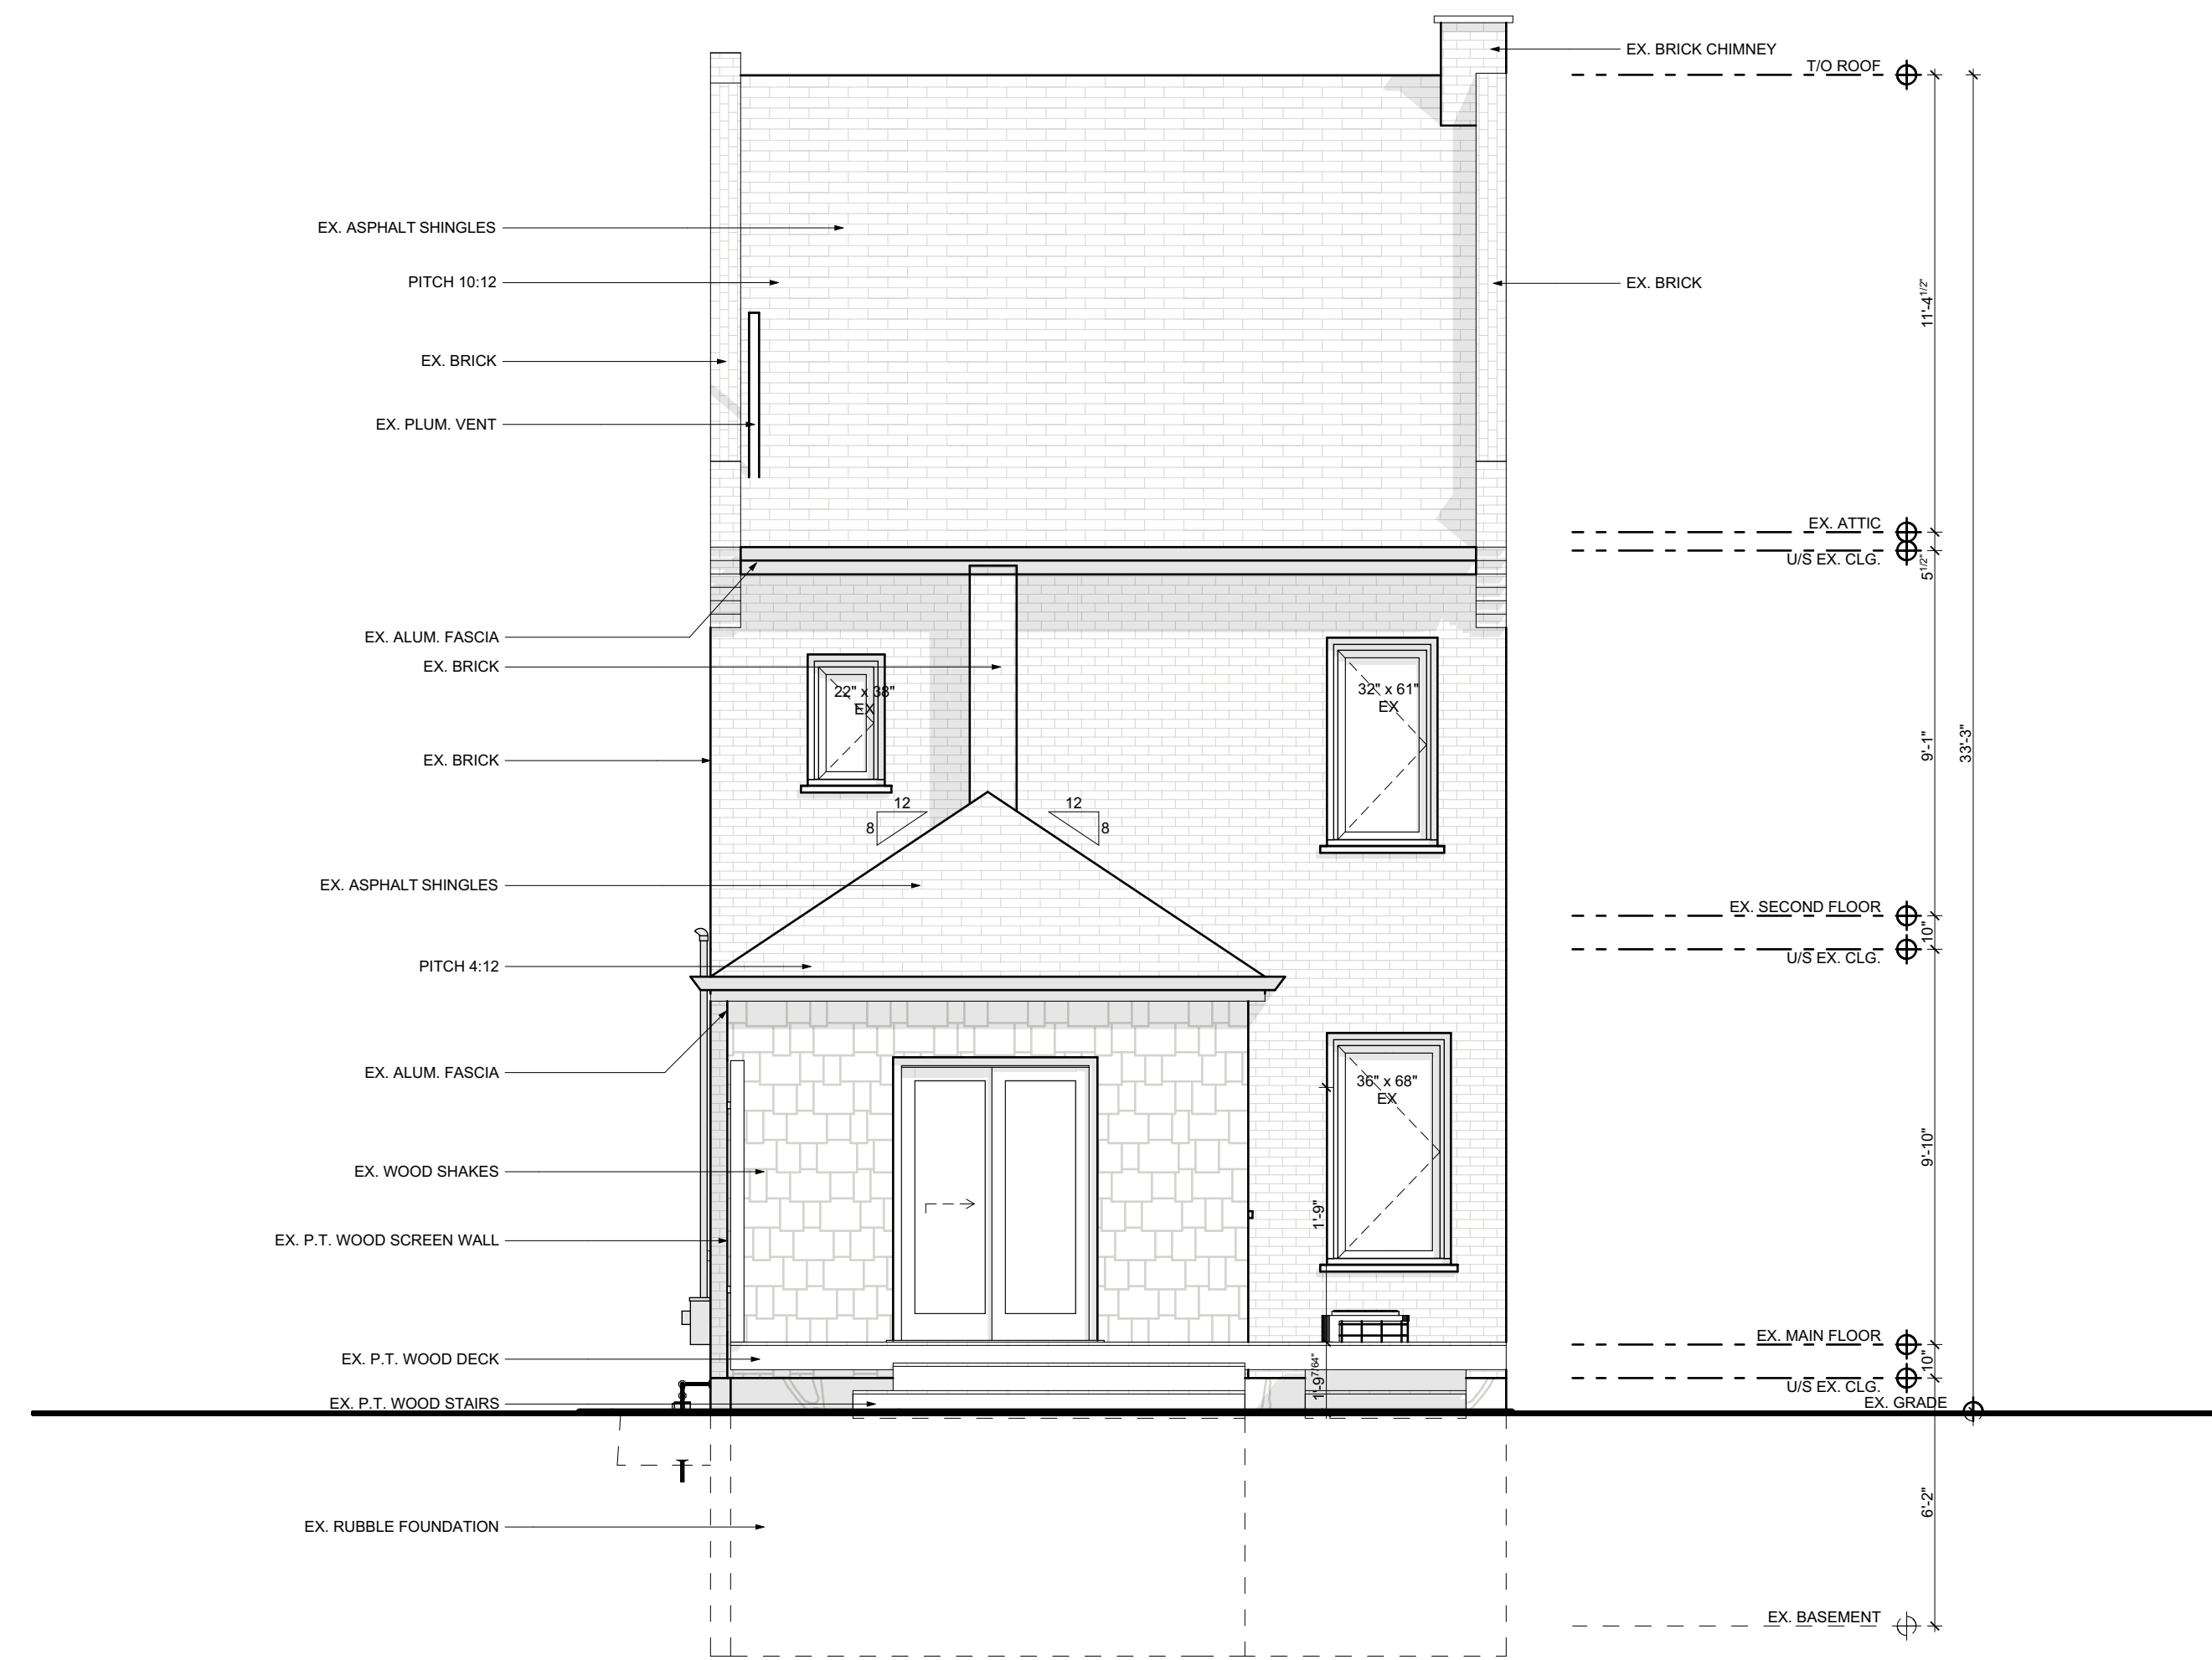 EX. BRICK CHIMNEY
T/O ROOF
EX. ASPHALT SHINGLES
PITCH 10:12
EX. BRICK
11'-4 1/2"
EX. BRICK
EX. PLUM. VENT
EX. ATTIC
U/S EX. CLG.
5 1/2"
EX. ALUM. FASCIA
EX. BRICK
22" x 38"
EX
32" x 61"
EX
EX. BRICK
9'-1"
33'-3"
12
8
12
8
EX. ASPHALT SHINGLES
EX. SECOND FLOOR
10"
U/S EX. CLG.
PITCH 4:12
EX. ALUM. FASCIA
36" x 68"
EX
9'-10"
EX. WOOD SHAKES
1'-9"
EX. P.T. WOOD SCREEN WALL
EX. MAIN FLOOR
10"
EX. P.T. WOOD DECK
1'-9 7/64"
U/S EX. CLG.
EX. P.T. WOOD STAIRS
EX. GRADE
6'-2"
EX. RUBBLE FOUNDATION
EX. BASEMENT